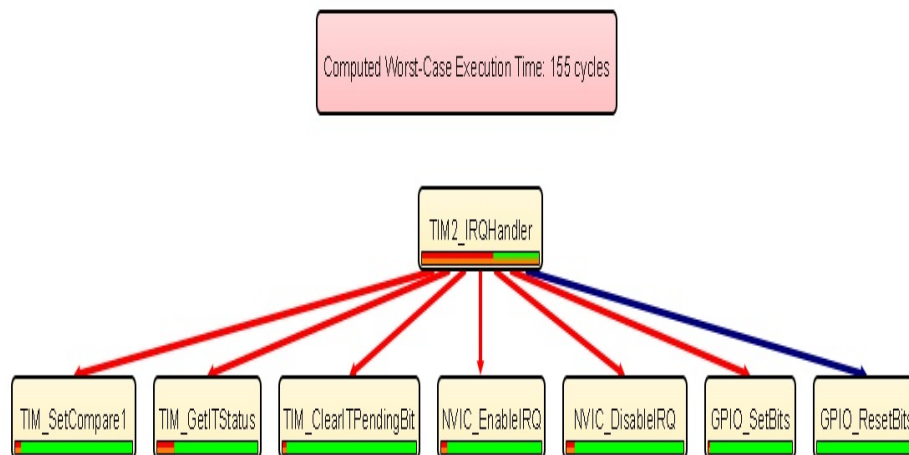 Computed Worst-Case Execution Time: 155 cycles
TIM2_IRQHandler
TIM_SetCompare1
TIM_GetITStatus
TIM_ClearITPendingBit
NVIC_EnableIRQ
NVIC_DisableIRQ
GPIO_SetBits
GPIO_ResetBits